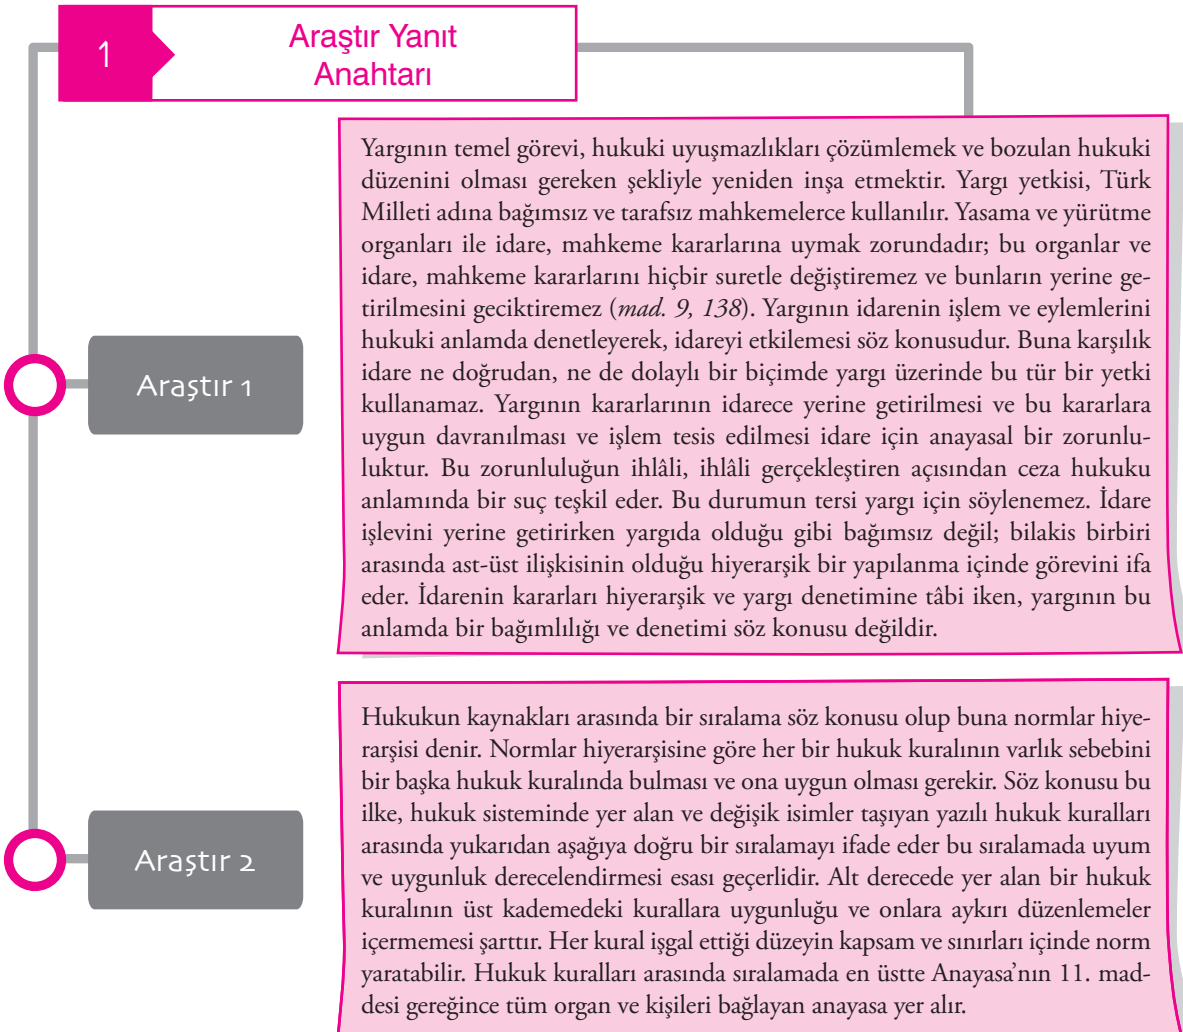 1
Araştır Yanıt
Anahtarı
Araştır 1
Yargının temel görevi, hukuki uyuşmazlıkları çözümlemek ve bozulan hukuki
düzenini olması gereken şekliyle yeniden inşa etmektir. Yargı yetkisi, Türk
Milleti adına bağımsız ve tarafsız mahkemelerce kullanılır. Yasama ve yürütme
organları ile idare, mahkeme kararlarına uymak zorundadır; bu organlar ve
idare, mahkeme kararlarını hiçbir suretle değiştiremez ve bunların yerine ge-
tirilmesini geciktiremez (mad. 9, 138). Yargının idarenin işlem ve eylemlerini
hukuki anlamda denetleyerek, idareyi etkilemesi söz konusudur. Buna karşılık
idare ne doğrudan, ne de dolaylı bir biçimde yargı üzerinde bu tür bir yetki
kullanamaz. Yargının kararlarının idarece yerine getirilmesi ve bu kararlara
uygun davranılması ve işlem tesis edilmesi idare için anayasal bir zorunlu-
luktur. Bu zorunluluğun ihlâli, ihlâli gerçekleştiren açısından ceza hukuku
anlamında bir suç teşkil eder. Bu durumun tersi yargı için söylenemez. İdare
işlevini yerine getirirken yargıda olduğu gibi bağımsız değil; bilakis birbiri
arasında ast-üst ilişkisinin olduğu hiyerarşik bir yapılanma içinde görevini ifa
eder. İdarenin kararları hiyerarşik ve yargı denetimine tâbi iken, yargının bu
anlamda bir bağımlılığı ve denetimi söz konusu değildir.
Araştır 2
Hukukun kaynakları arasında bir sıralama söz konusu olup buna normlar hiye-
rarşisi denir. Normlar hiyerarşisine göre her bir hukuk kuralının varlık sebebini
bir başka hukuk kuralında bulması ve ona uygun olması gerekir. Söz konusu bu
ilke, hukuk sisteminde yer alan ve değişik isimler taşıyan yazılı hukuk kuralları
arasında yukarıdan aşağıya doğru bir sıralamayı ifade eder bu sıralamada uyum
ve uygunluk derecelendirmesi esası geçerlidir. Alt derecede yer alan bir hukuk
kuralının üst kademedeki kurallara uygunluğu ve onlara aykırı düzenlemeler
içermemesi şarttır. Her kural işgal ettiği düzeyin kapsam ve sınırları içinde norm
yaratabilir. Hukuk kuralları arasında sıralamada en üstte Anayasa’nın 11. mad-
desi gereğince tüm organ ve kişileri bağlayan anayasa yer alır.